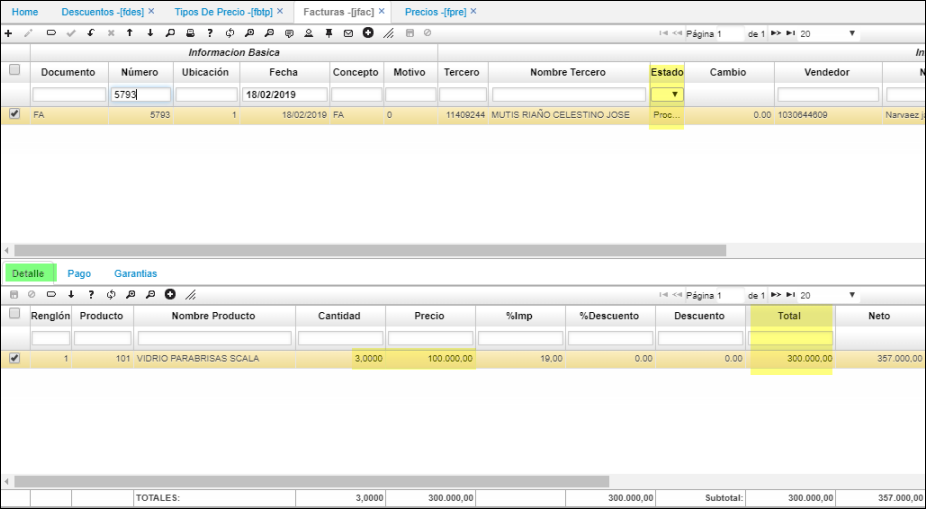 Home Descuentos -[fdes] × Tipos De Precio -[fbtp] × Facturas -[jfac] × Precios -[fpre] ×
Página 1 de 1 20
Informacion Basica In
Documento Número Ubicación Fecha Concepto Motivo Tercero Nombre Tercero Estado Cambio Vendedor N
5793 18/02/2019
FA 5793 1 18/02/2019 FA 0 11409244 MUTIS RIAÑO CELESTINO JOSE Proc... 0.00 1030644609 Narvaez j
Detalle Pago Garantias
Página 1 de 1 20
Renglón Producto Nombre Producto Cantidad Precio %Imp %Descuento Descuento Total Neto
1 101 VIDRIO PARABRISAS SCALA 3,0000 100.000,00 19,00 0.00 0.00 300.000,00 357.000,00
TOTALES: 3,0000 300.000,00 300.000,00 Subtotal: 300.000,00 357.000,00